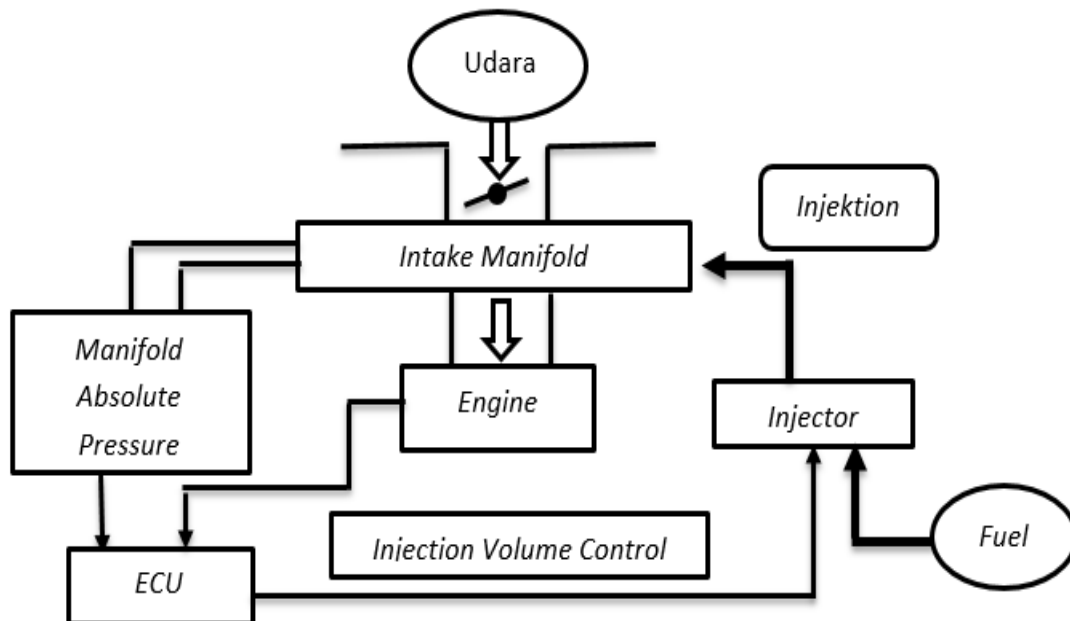 Udara
Injektion
Intake Manifold
Manifold
Absolute
Pressure
Engine
Injector
Injection Volume Control
Fuel
ECU